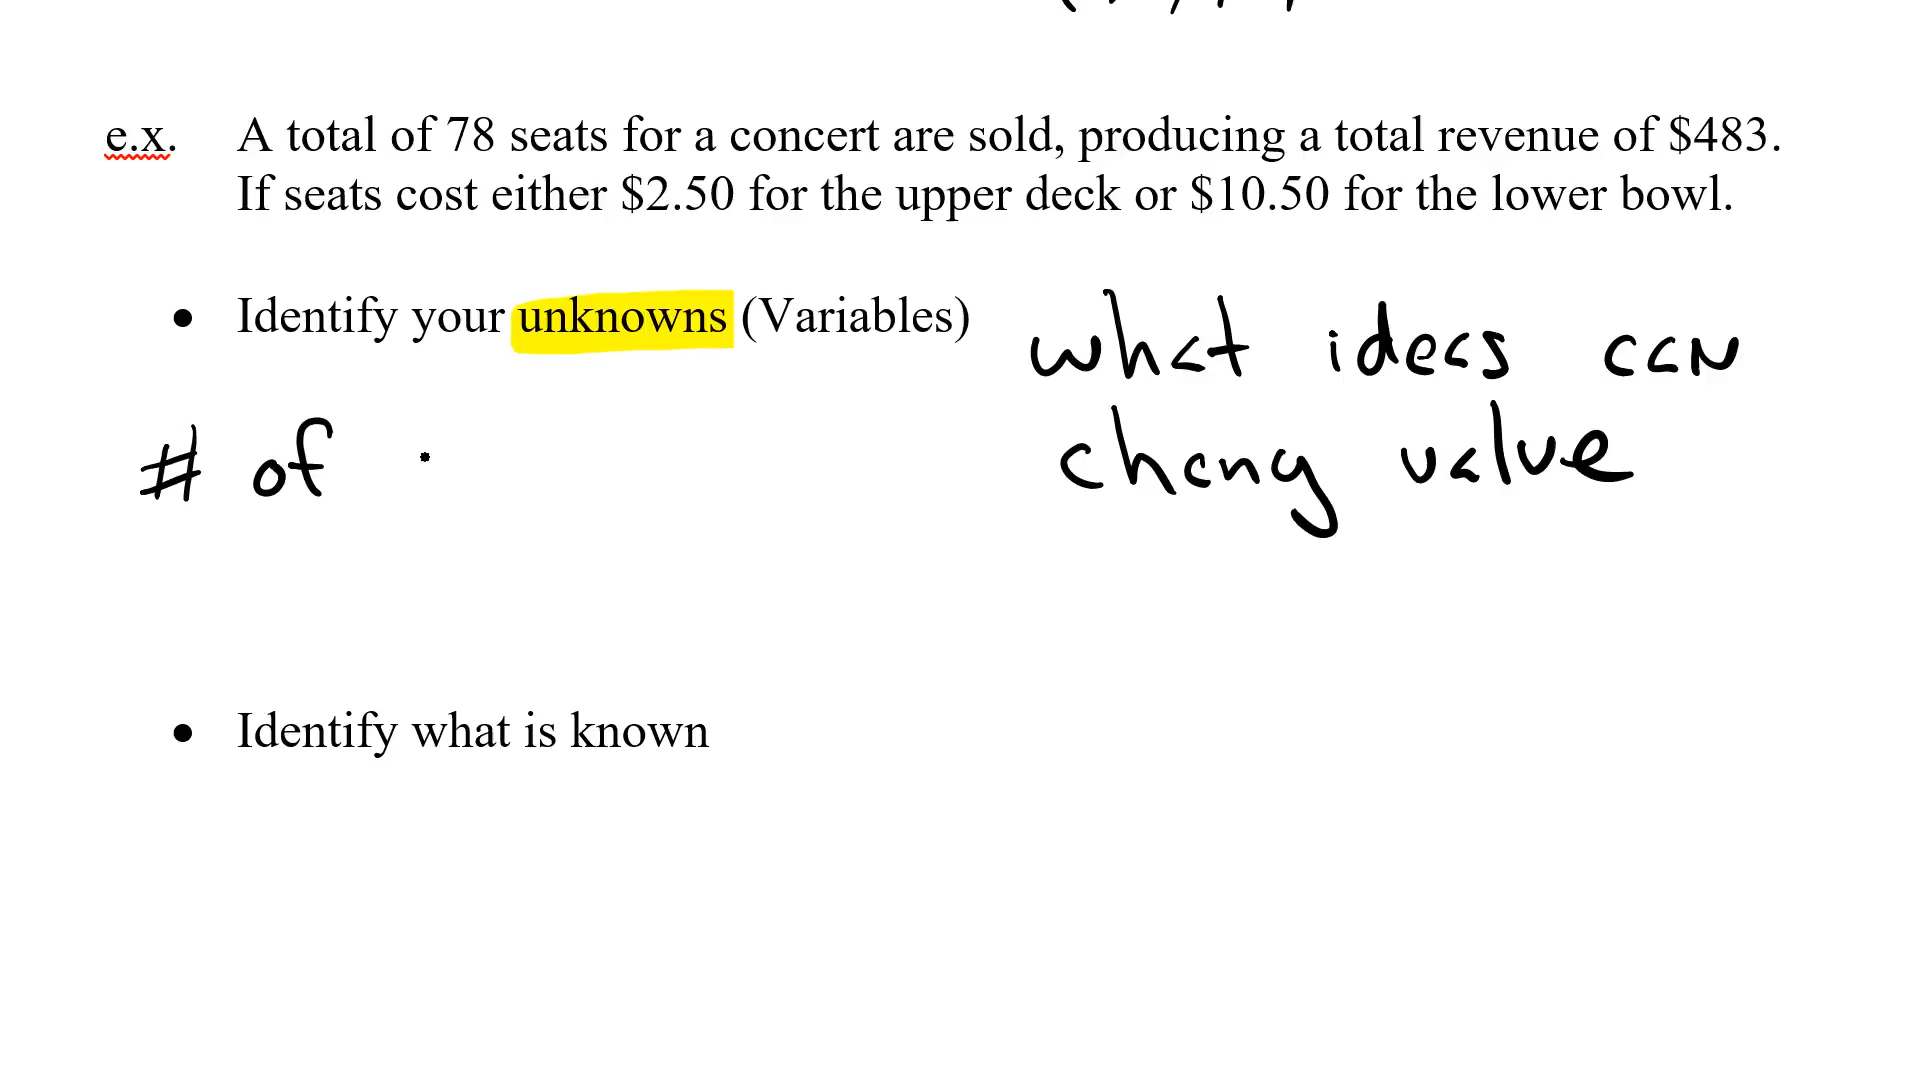 e.x. A total of 78 seats for a concert are sold, producing a total revenue of $483.
If seats cost either $2.50 for the upper deck or $10.50 for the lower bowl.
• Identify your unknowns (Variables)
what ideas can
chang value
# of
• Identify what is known